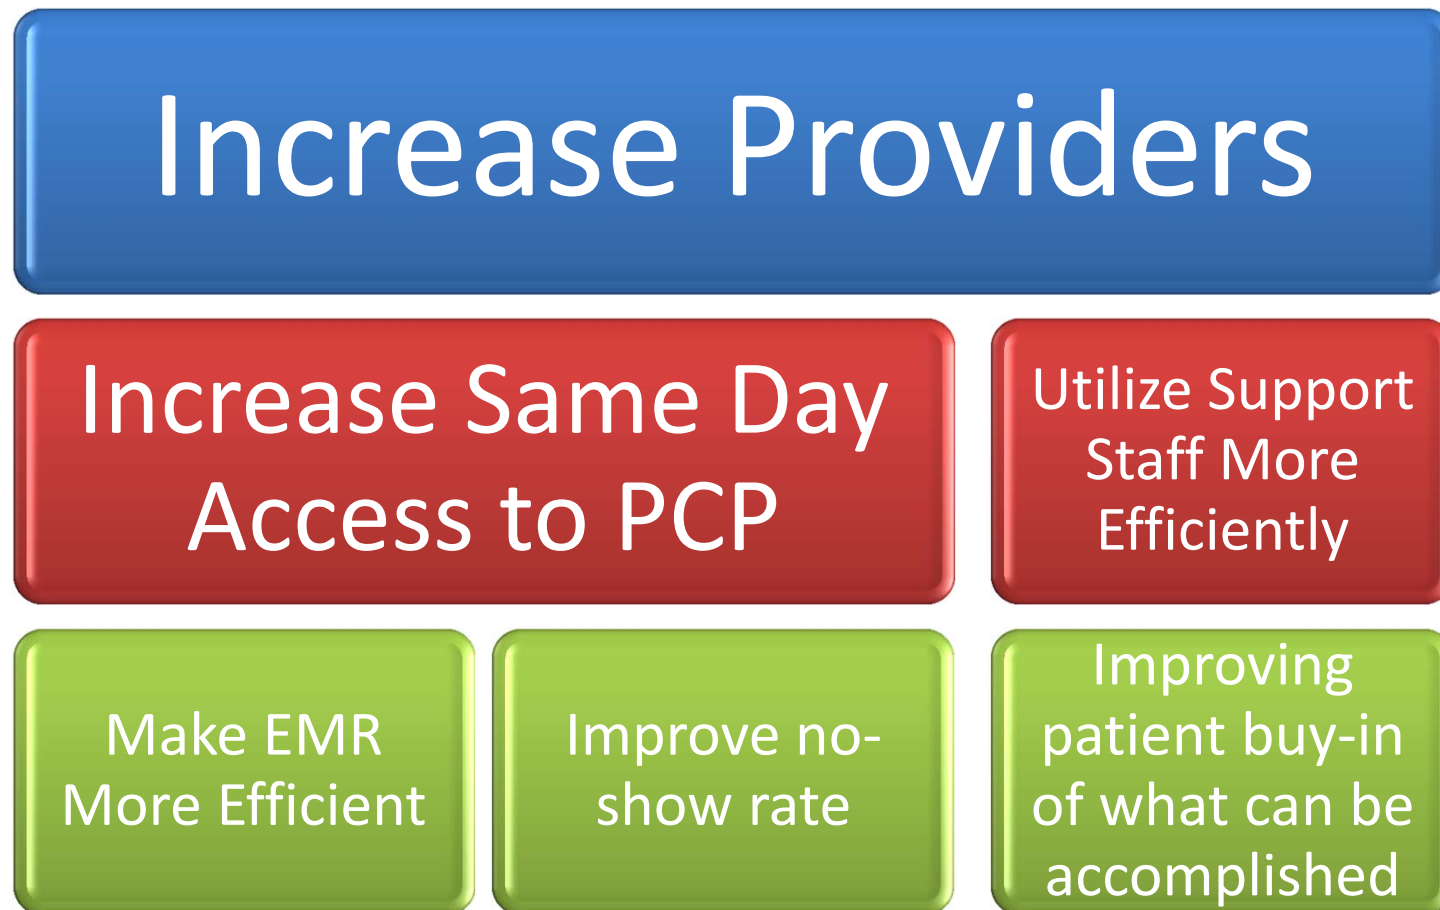 Increase Providers
Increase Same Day
Access to PCP
Utilize Support
Staff More
Efficiently
Make EMR
More Efficient
Improve no-
show rate
Improving
patient buy-in
of what can be
accomplished